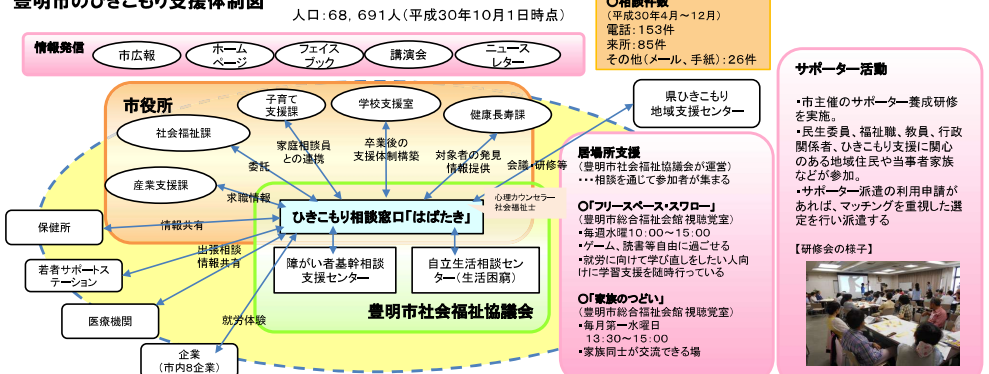 豊明市のひきこもり支援体制図
人口:68,691人(平成30年10月1日時点)
○相談件数
(平成30年4月~12月)
電話:153件
来所:85件
その他(メール、手紙):26件
情報発信
市広報
ホーム
ページ
フェイス
ブック
講演会
ニュース
レター
市役所
社会福祉課
子育て
支援課
学校支援室
健康長寿課
産業支援課
委託
家庭相談員
との連携
卒業後の
支援体制構築
対象者の発見
情報提供
会議・研修等
求職情報
県ひきこもり
地域支援センター
心理カウンセラー
社会福祉士
ひきこもり相談窓口「はばたき」
保健所
情報共有
若者サポートス
テーション
出張相談
情報共有
医療機関
就労体験
企業
(市内8企業)
障がい者基幹相談
支援センター
自立生活相談セン
ター(生活困窮)
豊明市社会福祉協議会
居場所支援
(豊明市社会福祉協議会が運営)
・・・相談を通じて参加者が集まる
○「フリースペース・スワロー」
(豊明市総合福祉会館 視聴覚室)
・毎週水曜10:00~15:00
・ゲーム、読書等自由に過ごせる
・就労に向けて学び直しをしたい人向
けに学習支援を随時行っている
○「家族のつどい」
(豊明市総合福祉会館 視聴覚室)
・毎月第一水曜日
13:30~15:00
・家族同士が交流できる場
サポーター活動
・市主催のサポーター養成研修
を実施。
・民生委員、福祉職、教員、行政
関係者、ひきこもり支援に関心
のある地域住民や当事者家族
などが参加。
・サポーター派遣の利用申請が
あれば、マッチングを重視した選
定を行い派遣する
【研修会の様子】